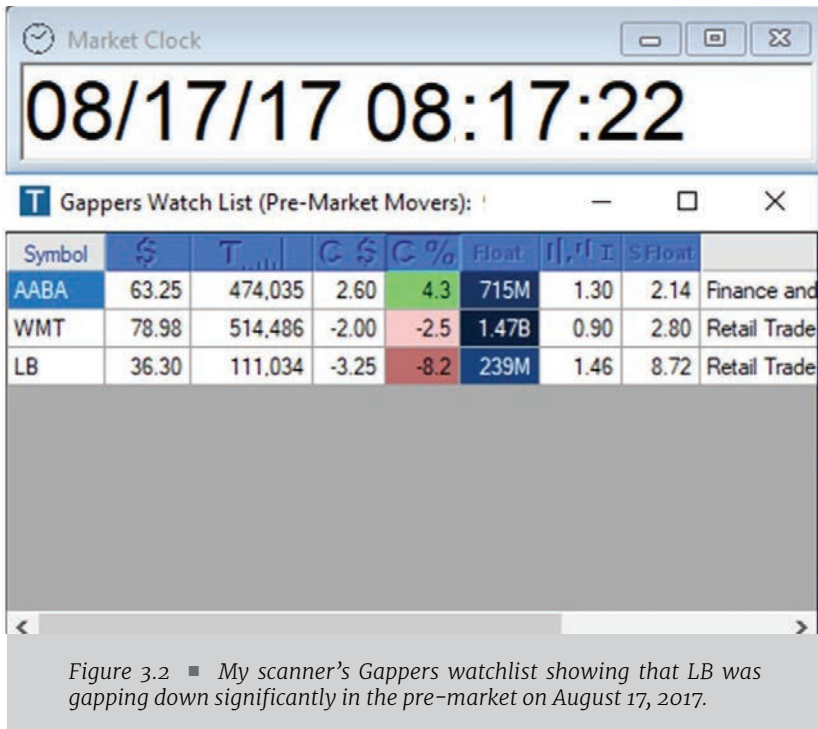 Market Clock
08/17/17 08:17:22
T Gappers Watch List (Pre-Market Movers):
Symbol $ T C $ C % Float SFloat
AABA 63.25 474,035 2.60 4.3 715M 1.30 2.14 Finance and
WMT 78.98 514,486 -2.00 -2.5 1.47B 0.90 2.80 Retail Trade
LB 36.30 111,034 -3.25 -8.2 239M 1.46 8.72 Retail Trade
Figure 3.2 ■ My scanner's Gappers watchlist showing that LB was
gapping down significantly in the pre-market on August 17, 2017.